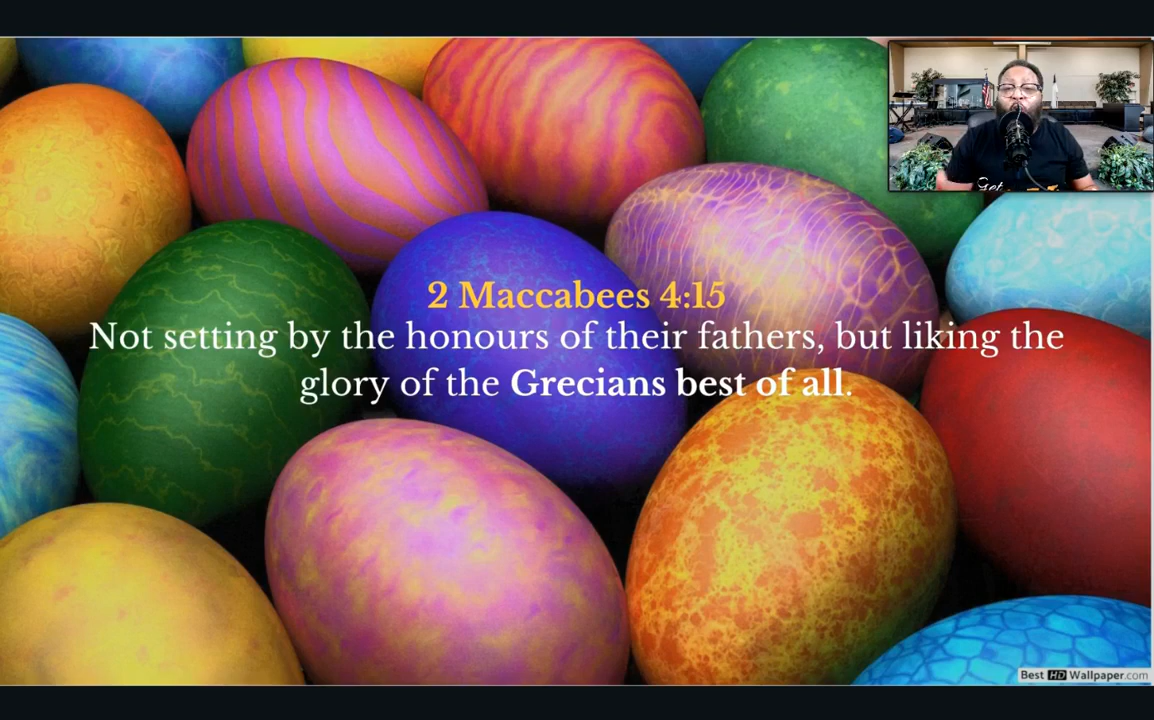 2 Maccabees 4:15
Not setting by the honours of their fathers, but liking the
glory of the Grecians best of all.
Get
Best HD Wallpaper.com